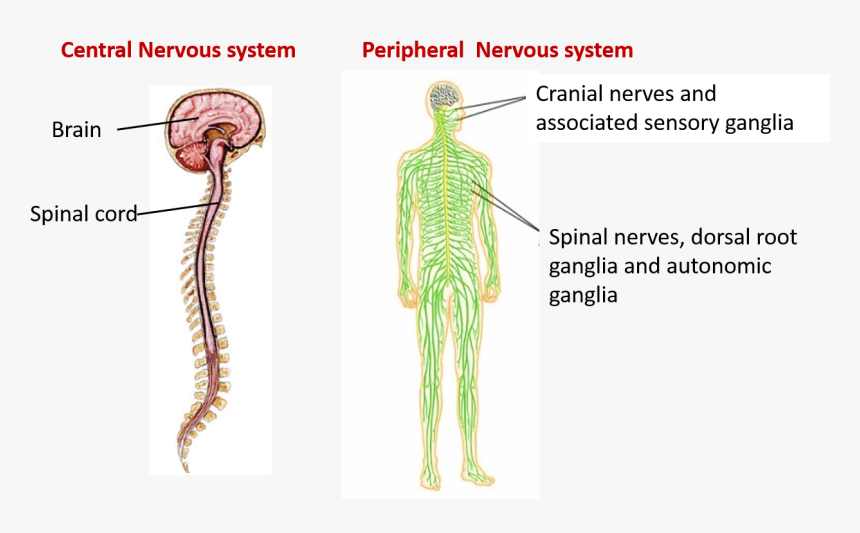 Central Nervous system
Peripheral Nervous system
Brain
Spinal cord
Cranial nerves and
associated sensory ganglia
Spinal nerves, dorsal root
ganglia and autonomic
ganglia